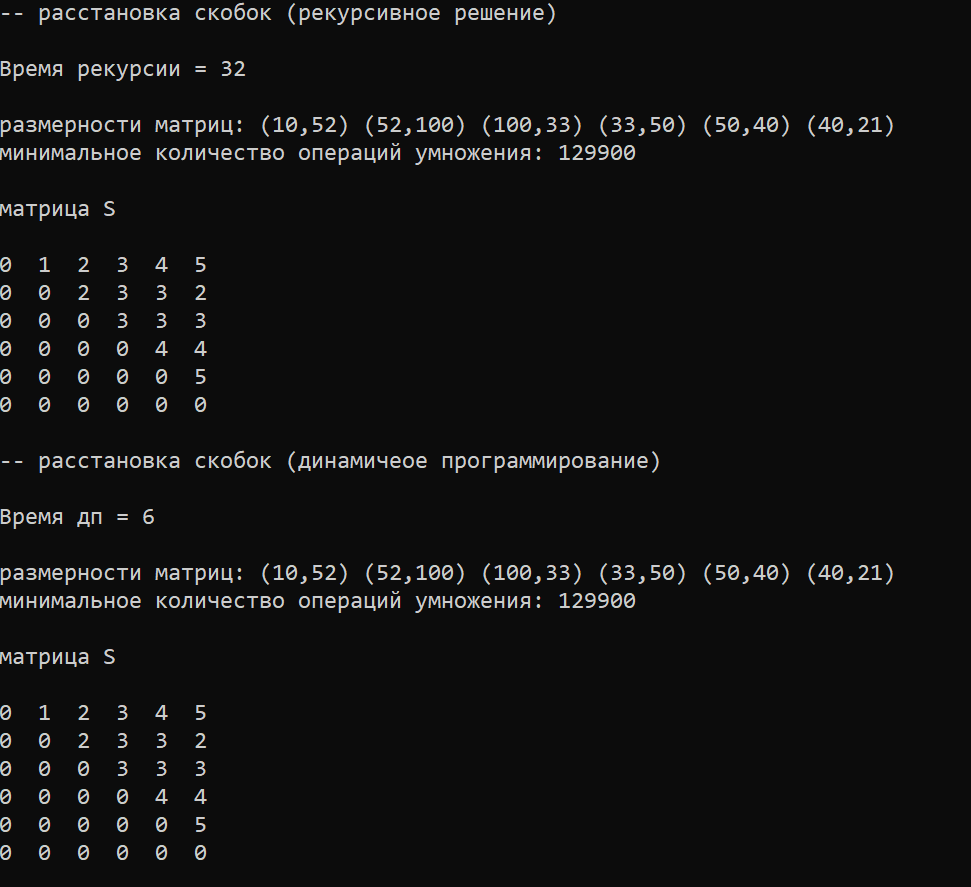 -- расстановка скобок (рекурсивное решение)
Время рекурсии = 32
размерности матриц: (10,52) (52,100) (100,33) (33,50) (50,40) (40,21)
минимальное количество операций умножения: 129900
матрица S
0 1 2 3 4 5
0 0 2 3 3 2
0 0 0 3 3 3
0 0 0 0 4 4
0 0 0 0 0 5
0 0 0 0 0 0
-- расстановка скобок (динамичеое программирование)
Время дп = 6
размерности матриц: (10,52) (52,100) (100,33) (33,50) (50,40) (40,21)
минимальное количество операций умножения: 129900
матрица S
0 1 2 3 4 5
0 0 2 3 3 2
0 0 0 3 3 3
0 0 0 0 4 4
0 0 0 0 0 5
0 0 0 0 0 0